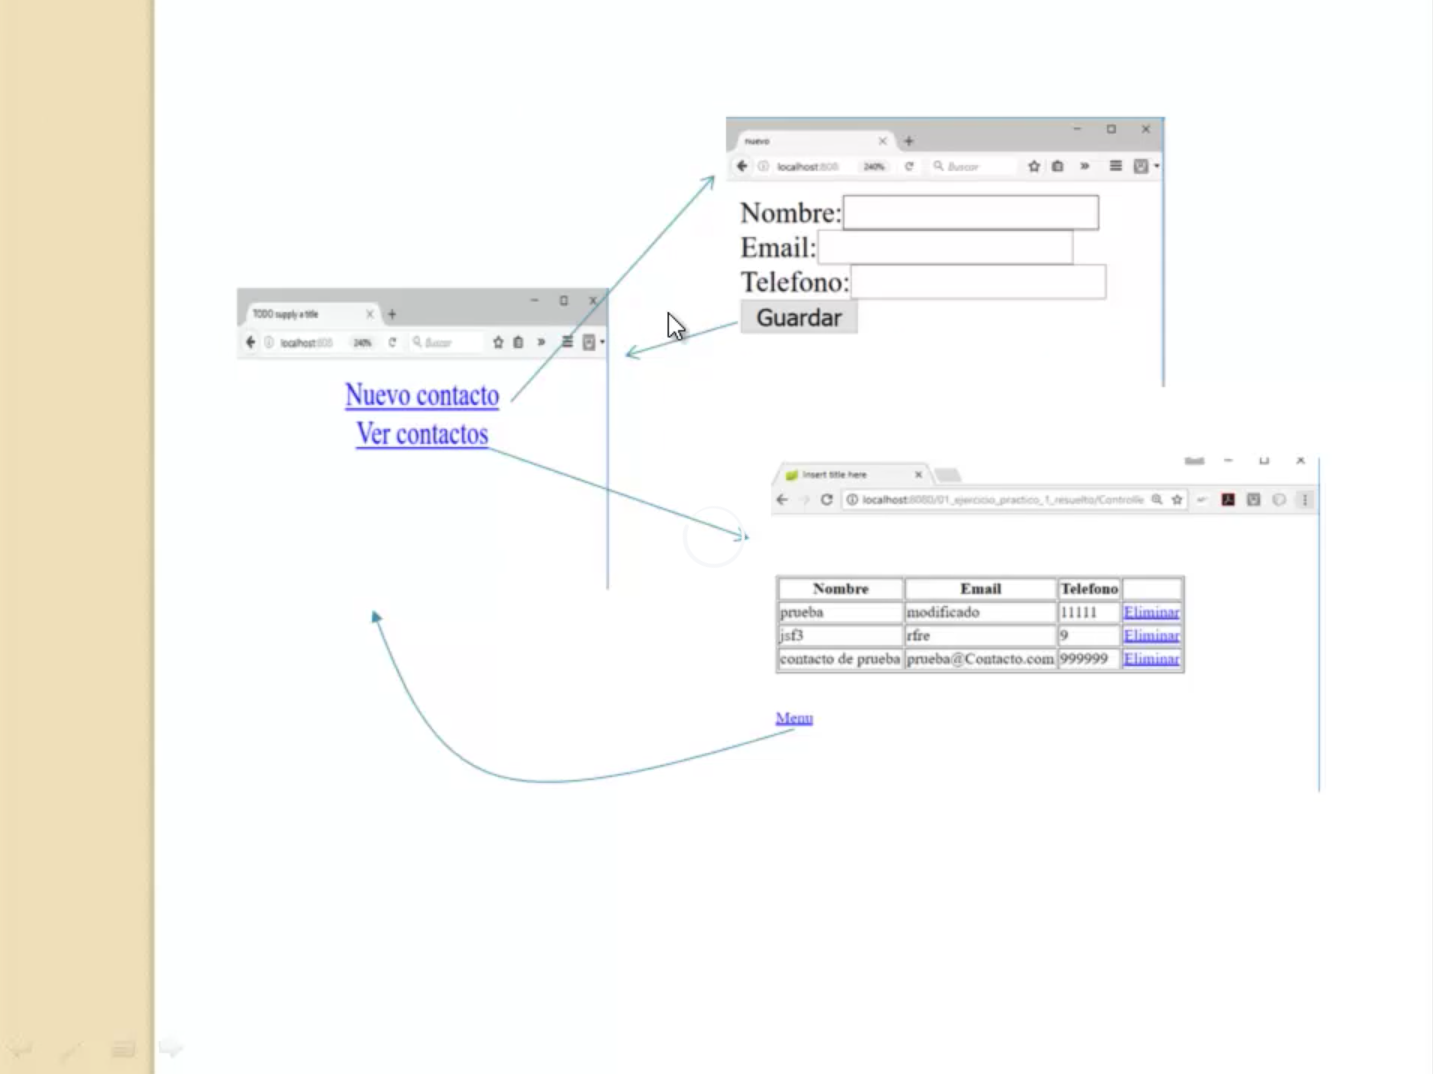 nuevo
localhost:808 240% Buscar
Nombre:
Email:
Telefono:
Guardar
TODO supply a title
localhost:808 240% Buscar
Nuevo contacto
Ver contactos
Insert title here
localhost:8080/01_ejercicio_practico_1_resuelto/Controlle
Nombre Email Telefono
prueba modificado 11111 Eliminar
jsf3 rfre 9 Eliminar
contacto de prueba prueba@Contacto.com 999999 Eliminar
Menu